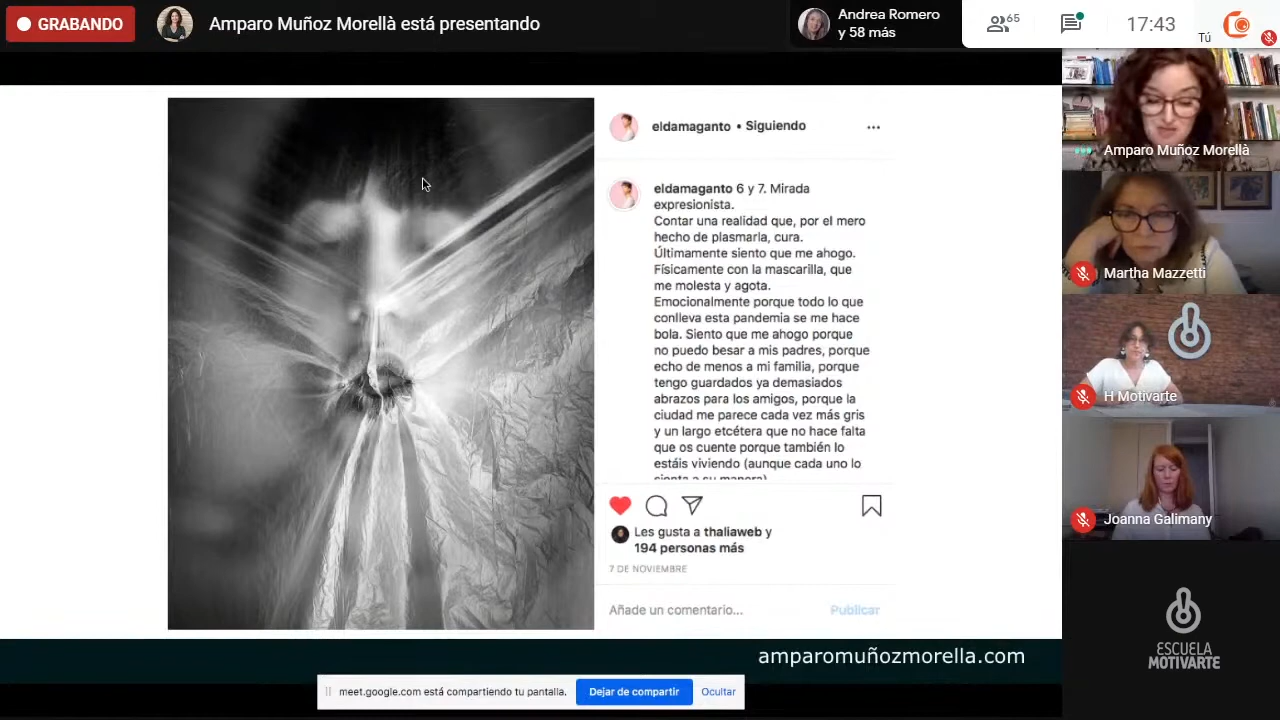 GRABANDO
Amparo Muñoz Morellà está presentando
Andrea Romero
y 58 más
65
17:43
Tú
eldamaganto • Siguiendo
eldamaganto 6 y 7. Mirada
expresionista.
Contar una realidad que, por el mero
hecho de plasmarla, cura.
Últimamente siento que me ahogo.
Físicamente con la mascarilla, que
me molesta y agota.
Emocionalmente porque todo lo que
conlleva esta pandemia se me hace
bola. Siento que me ahogo porque
no puedo besar a mis padres, porque
echo de menos a mi familia, porque
tengo guardados ya demasiados
abrazos para los amigos, porque la
ciudad me parece cada vez más gris
y un largo etcétera que no hace falta
que os cuente porque también lo
estáis viviendo (aunque cada uno lo
sienta a su manera)
Les gusta a thaliaweb y
194 personas más
7 DE NOVIEMBRE
Añade un comentario...
Publicar
amparomuñozmorella.com
meet.google.com está compartiendo tu pantalla.
Dejar de compartir
Ocultar
Amparo Muñoz Morellà
Martha Mazzetti
H Motivarte
Joanna Galimany
ESCUELA
MOTIVARTE